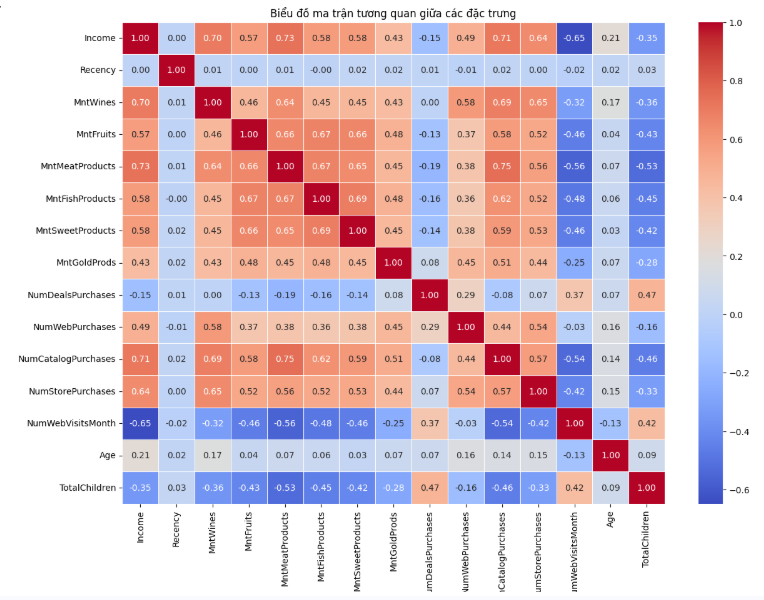 Biểu đồ ma trận tương quan giữa các đặc trưng
Income 1.00 0.00 0.70 0.57 0.73 0.58 0.58 0.43 -0.15 0.49 0.71 0.64 -0.65 0.21 -0.35
Recency 0.00 1.00 0.01 0.00 0.01 -0.00 0.02 0.02 0.01 -0.01 0.02 0.00 -0.02 0.02 0.03
MntWines 0.70 0.01 1.00 0.46 0.64 0.45 0.45 0.43 0.00 0.58 0.69 0.65 -0.32 0.17 -0.36
MntFruits 0.57 0.00 0.46 1.00 0.66 0.67 0.66 0.48 -0.13 0.37 0.58 0.52 -0.46 0.04 -0.43
MntMeatProducts 0.73 0.01 0.64 0.66 1.00 0.67 0.65 0.45 -0.19 0.38 0.75 0.56 -0.56 0.07 -0.53
MntFishProducts 0.58 -0.00 0.45 0.67 0.67 1.00 0.69 0.48 -0.16 0.36 0.62 0.52 -0.48 0.06 -0.45
MntSweetProducts 0.58 0.02 0.45 0.66 0.65 0.69 1.00 0.45 -0.14 0.38 0.59 0.53 -0.46 0.03 -0.42
MntGoldProds 0.43 0.02 0.43 0.48 0.45 0.48 0.45 1.00 0.08 0.45 0.51 0.44 -0.25 0.07 -0.28
NumDealsPurchases -0.15 0.01 0.00 -0.13 -0.19 -0.16 -0.14 0.08 1.00 0.29 -0.08 0.07 0.37 0.07 0.47
NumWebPurchases 0.49 -0.01 0.58 0.37 0.38 0.36 0.38 0.45 0.29 1.00 0.44 0.54 -0.03 0.16 -0.16
NumCatalogPurchases 0.71 0.02 0.69 0.58 0.75 0.62 0.59 0.51 -0.08 0.44 1.00 0.57 -0.54 0.14 -0.46
NumStorePurchases 0.64 0.00 0.65 0.52 0.56 0.52 0.53 0.44 0.07 0.54 0.57 1.00 -0.42 0.15 -0.33
NumWebVisitsMonth -0.65 -0.02 -0.32 -0.46 -0.56 -0.48 -0.46 -0.25 0.37 -0.03 -0.54 -0.42 1.00 -0.13 0.42
Age 0.21 0.02 0.17 0.04 0.07 0.06 0.03 0.07 0.07 0.16 0.14 0.15 -0.13 1.00 0.09
TotalChildren -0.35 0.03 -0.36 -0.43 -0.53 -0.45 -0.42 -0.28 0.47 -0.16 -0.46 -0.33 0.42 0.09 1.00
Income
Recency
MntWines
MntFruits
MntMeatProducts
MntFishProducts
MntSweetProducts
MntGoldProds
umDealsPurchases
NumWebPurchases
CatalogPurchases
umStorePurchases
umWebVisitsMonth
Age
TotalChildren
1.0
0.8
0.6
0.4
0.2
0.0
−0.2
−0.4
−0.6